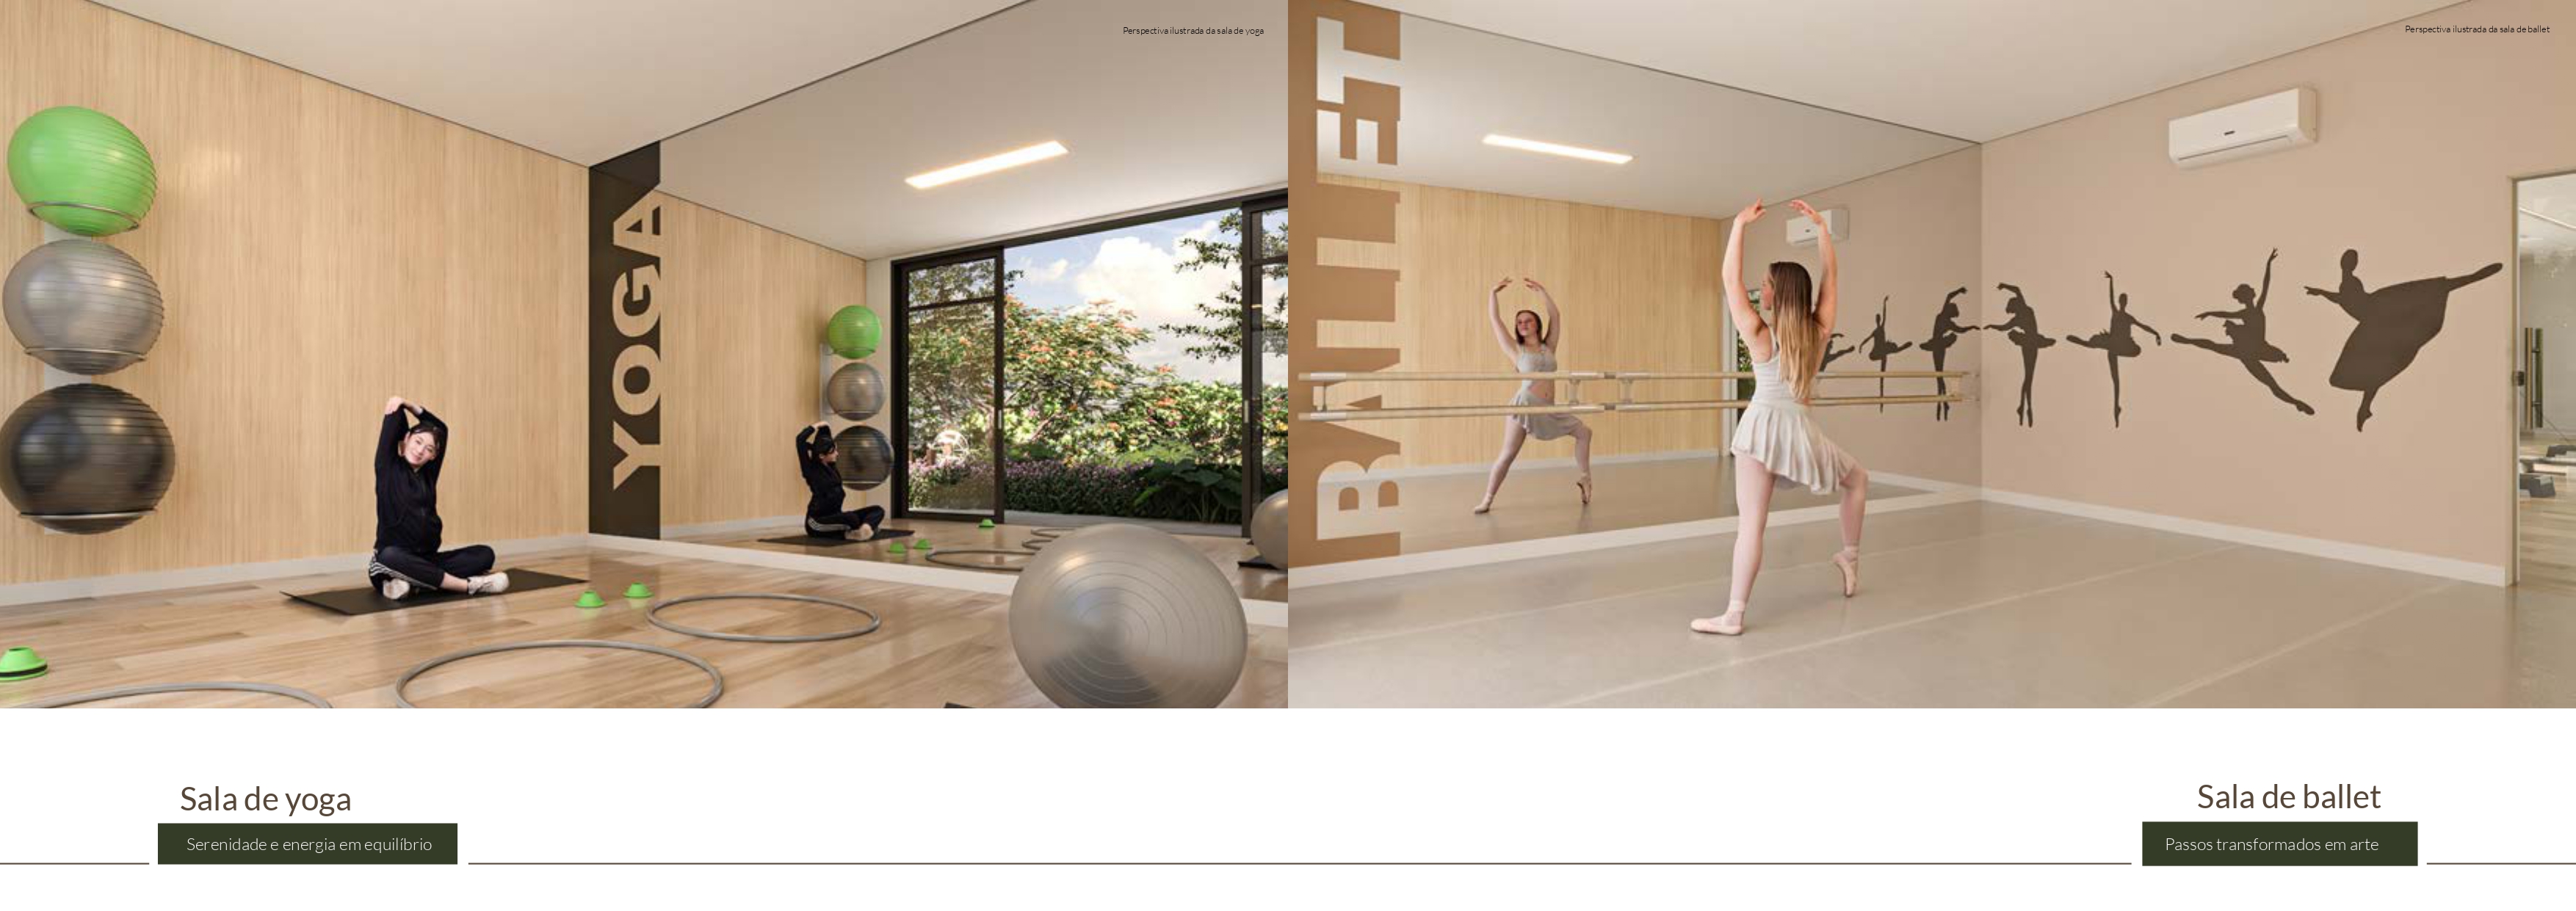 Perspectiva ilustrada da sala de yoga
YOGA
Sala de yoga
Serenidade e energia em equilíbrio
Perspectiva ilustrada da sala de ballet
BALLET
Sala de ballet
Passos transformados em arte